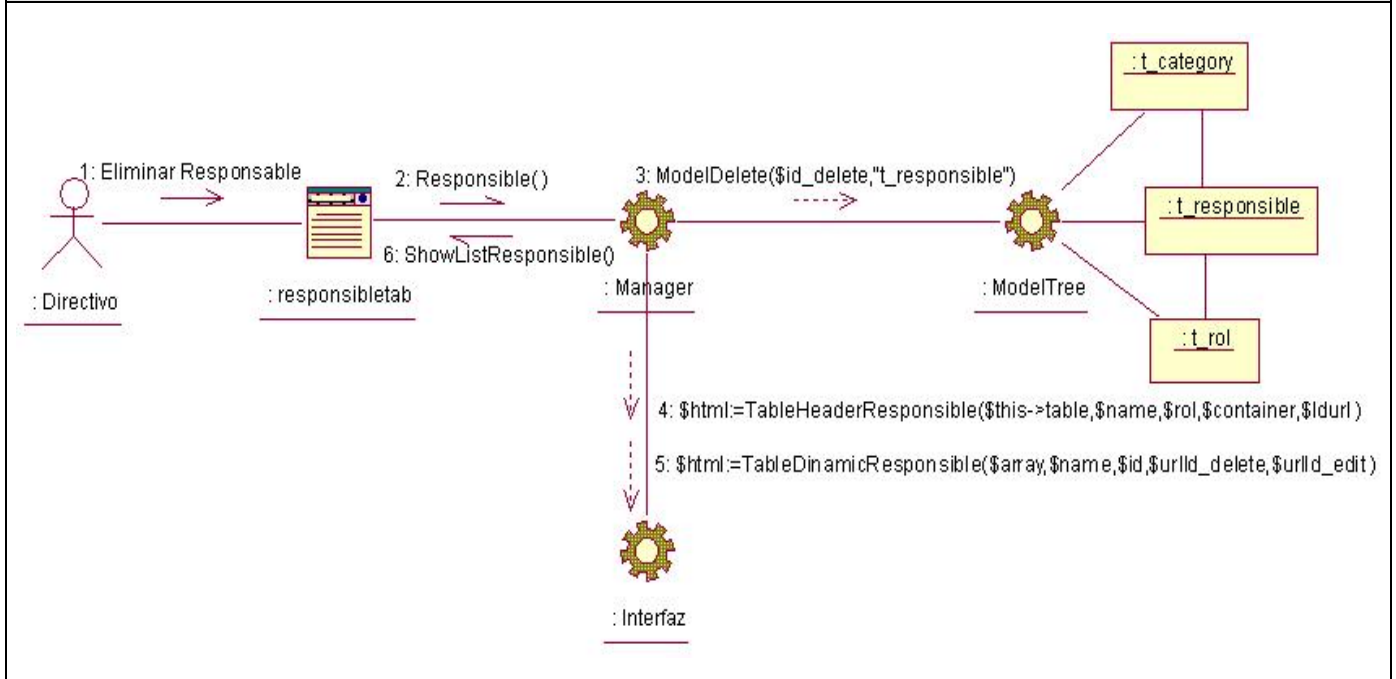 : t_category
1: Eliminar Responsable
2: Responsible( )
3: ModelDelete($id_delete,"t_responsible")
: t_responsible
6: ShowListResponsible()
: Directivo
: responsibletab
: Manager
: ModelTree
: t_rol
4: $html:=TableHeaderResponsible($this->table,$name,$rol,$container,$Idurl )
5: $html:=TableDinamicResponsible($array,$name,$id,$urlId_delete,$urlId_edit )
: Interfaz